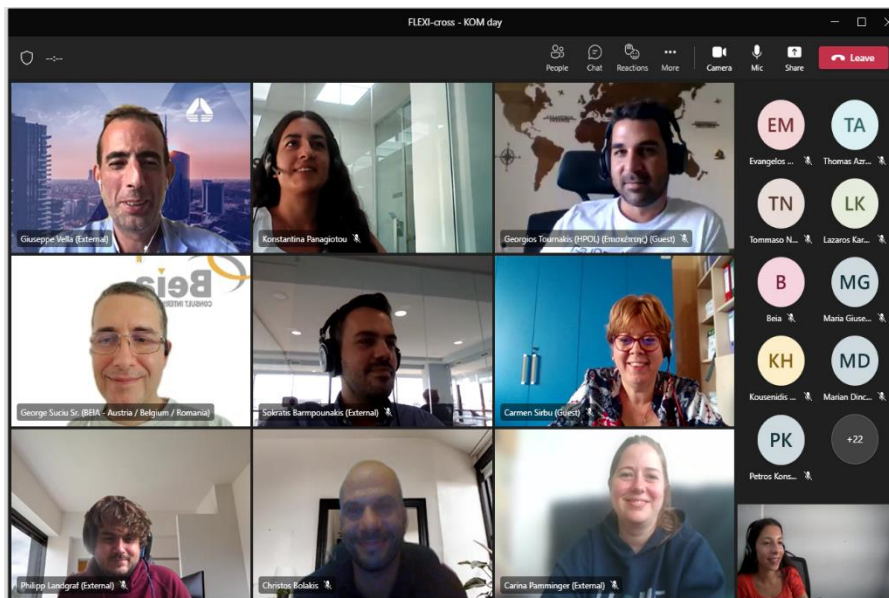 FLEXI-cross - KOM day
--:--
People
Chat
Reactions
More
Camera
Mic
Share
Leave
Giuseppe Vella (External)
Konstantina Panagiotou
Georgios Tournakis (HPOL) (Επισκέπτης) (Guest)
EM
TA
Evangelos ...
Thomas Azr...
TN
LK
Tommaso N...
Lazaros Kar...
Beia
CONSULT INTER
George Suciu Sr. (BEIA - Austria / Belgium / Romania)
Sokratis Barmpounakis (External)
Carmen Sirbu (Guest)
B
MG
Beia
Maria Giuse...
KH
MD
Kousenidis ...
Marian Dinc...
PK
+22
Petros Kons...
Philipp Landgraf (External)
Christos Bolakis
Carina Pamminger (External)